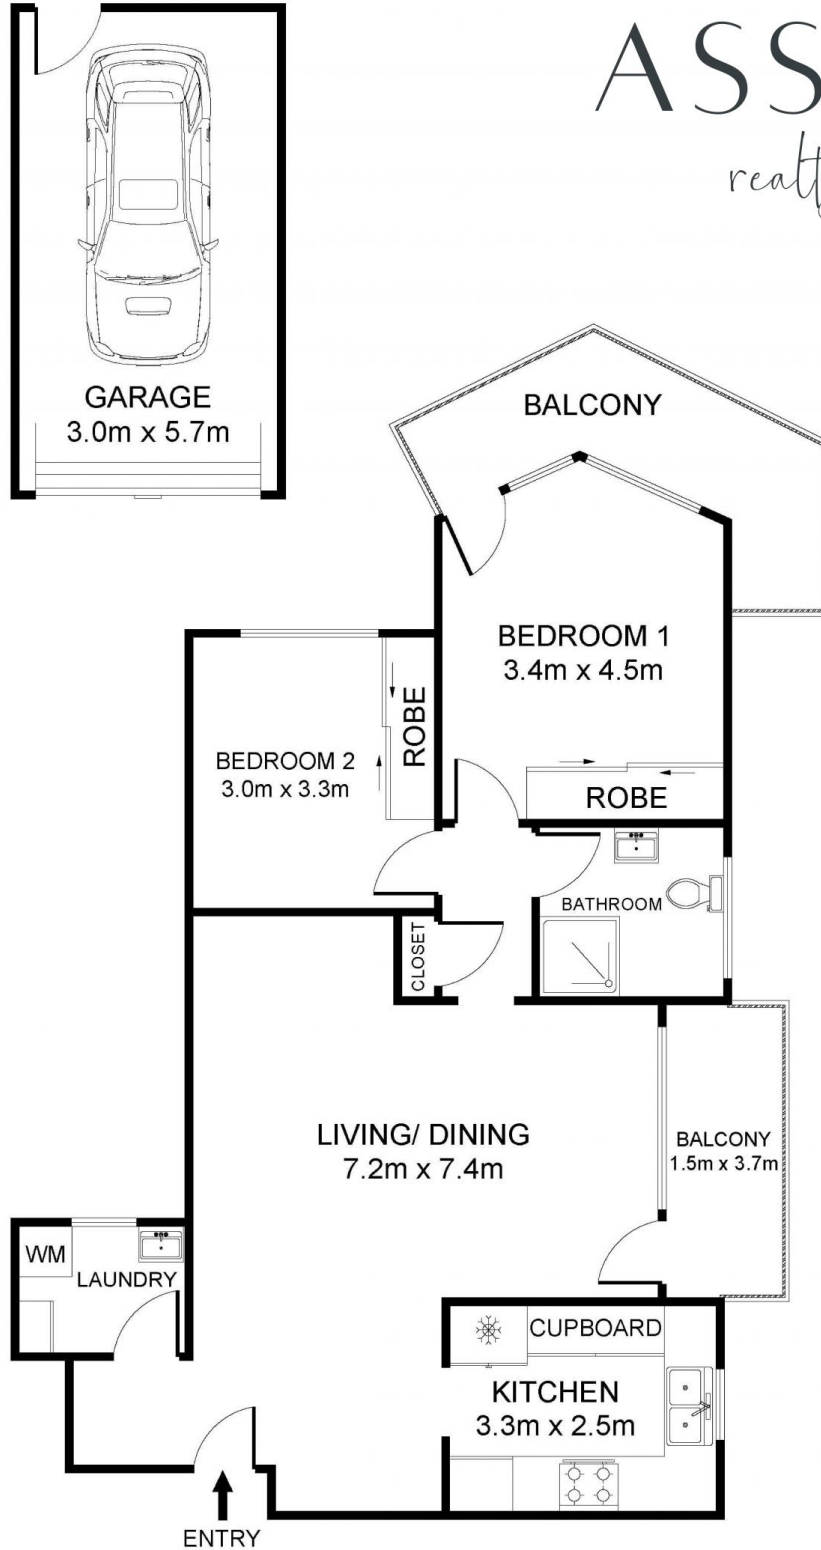 ASS
GARAGE
3.0m x 5.7m
BALCONY
BEDROOM 1
3.4m x 4.5m
ROBE
BEDROOM 2
3.0m x 3.3m
ROBE
BATHROOM
CLOSET
LIVING/ DINING
7.2m x 7.4m
BALCONY
1.5m x 3.7m
WM
LAUNDRY
CUPBOARD
KITCHEN
3.3m x 2.5m
ENTRY